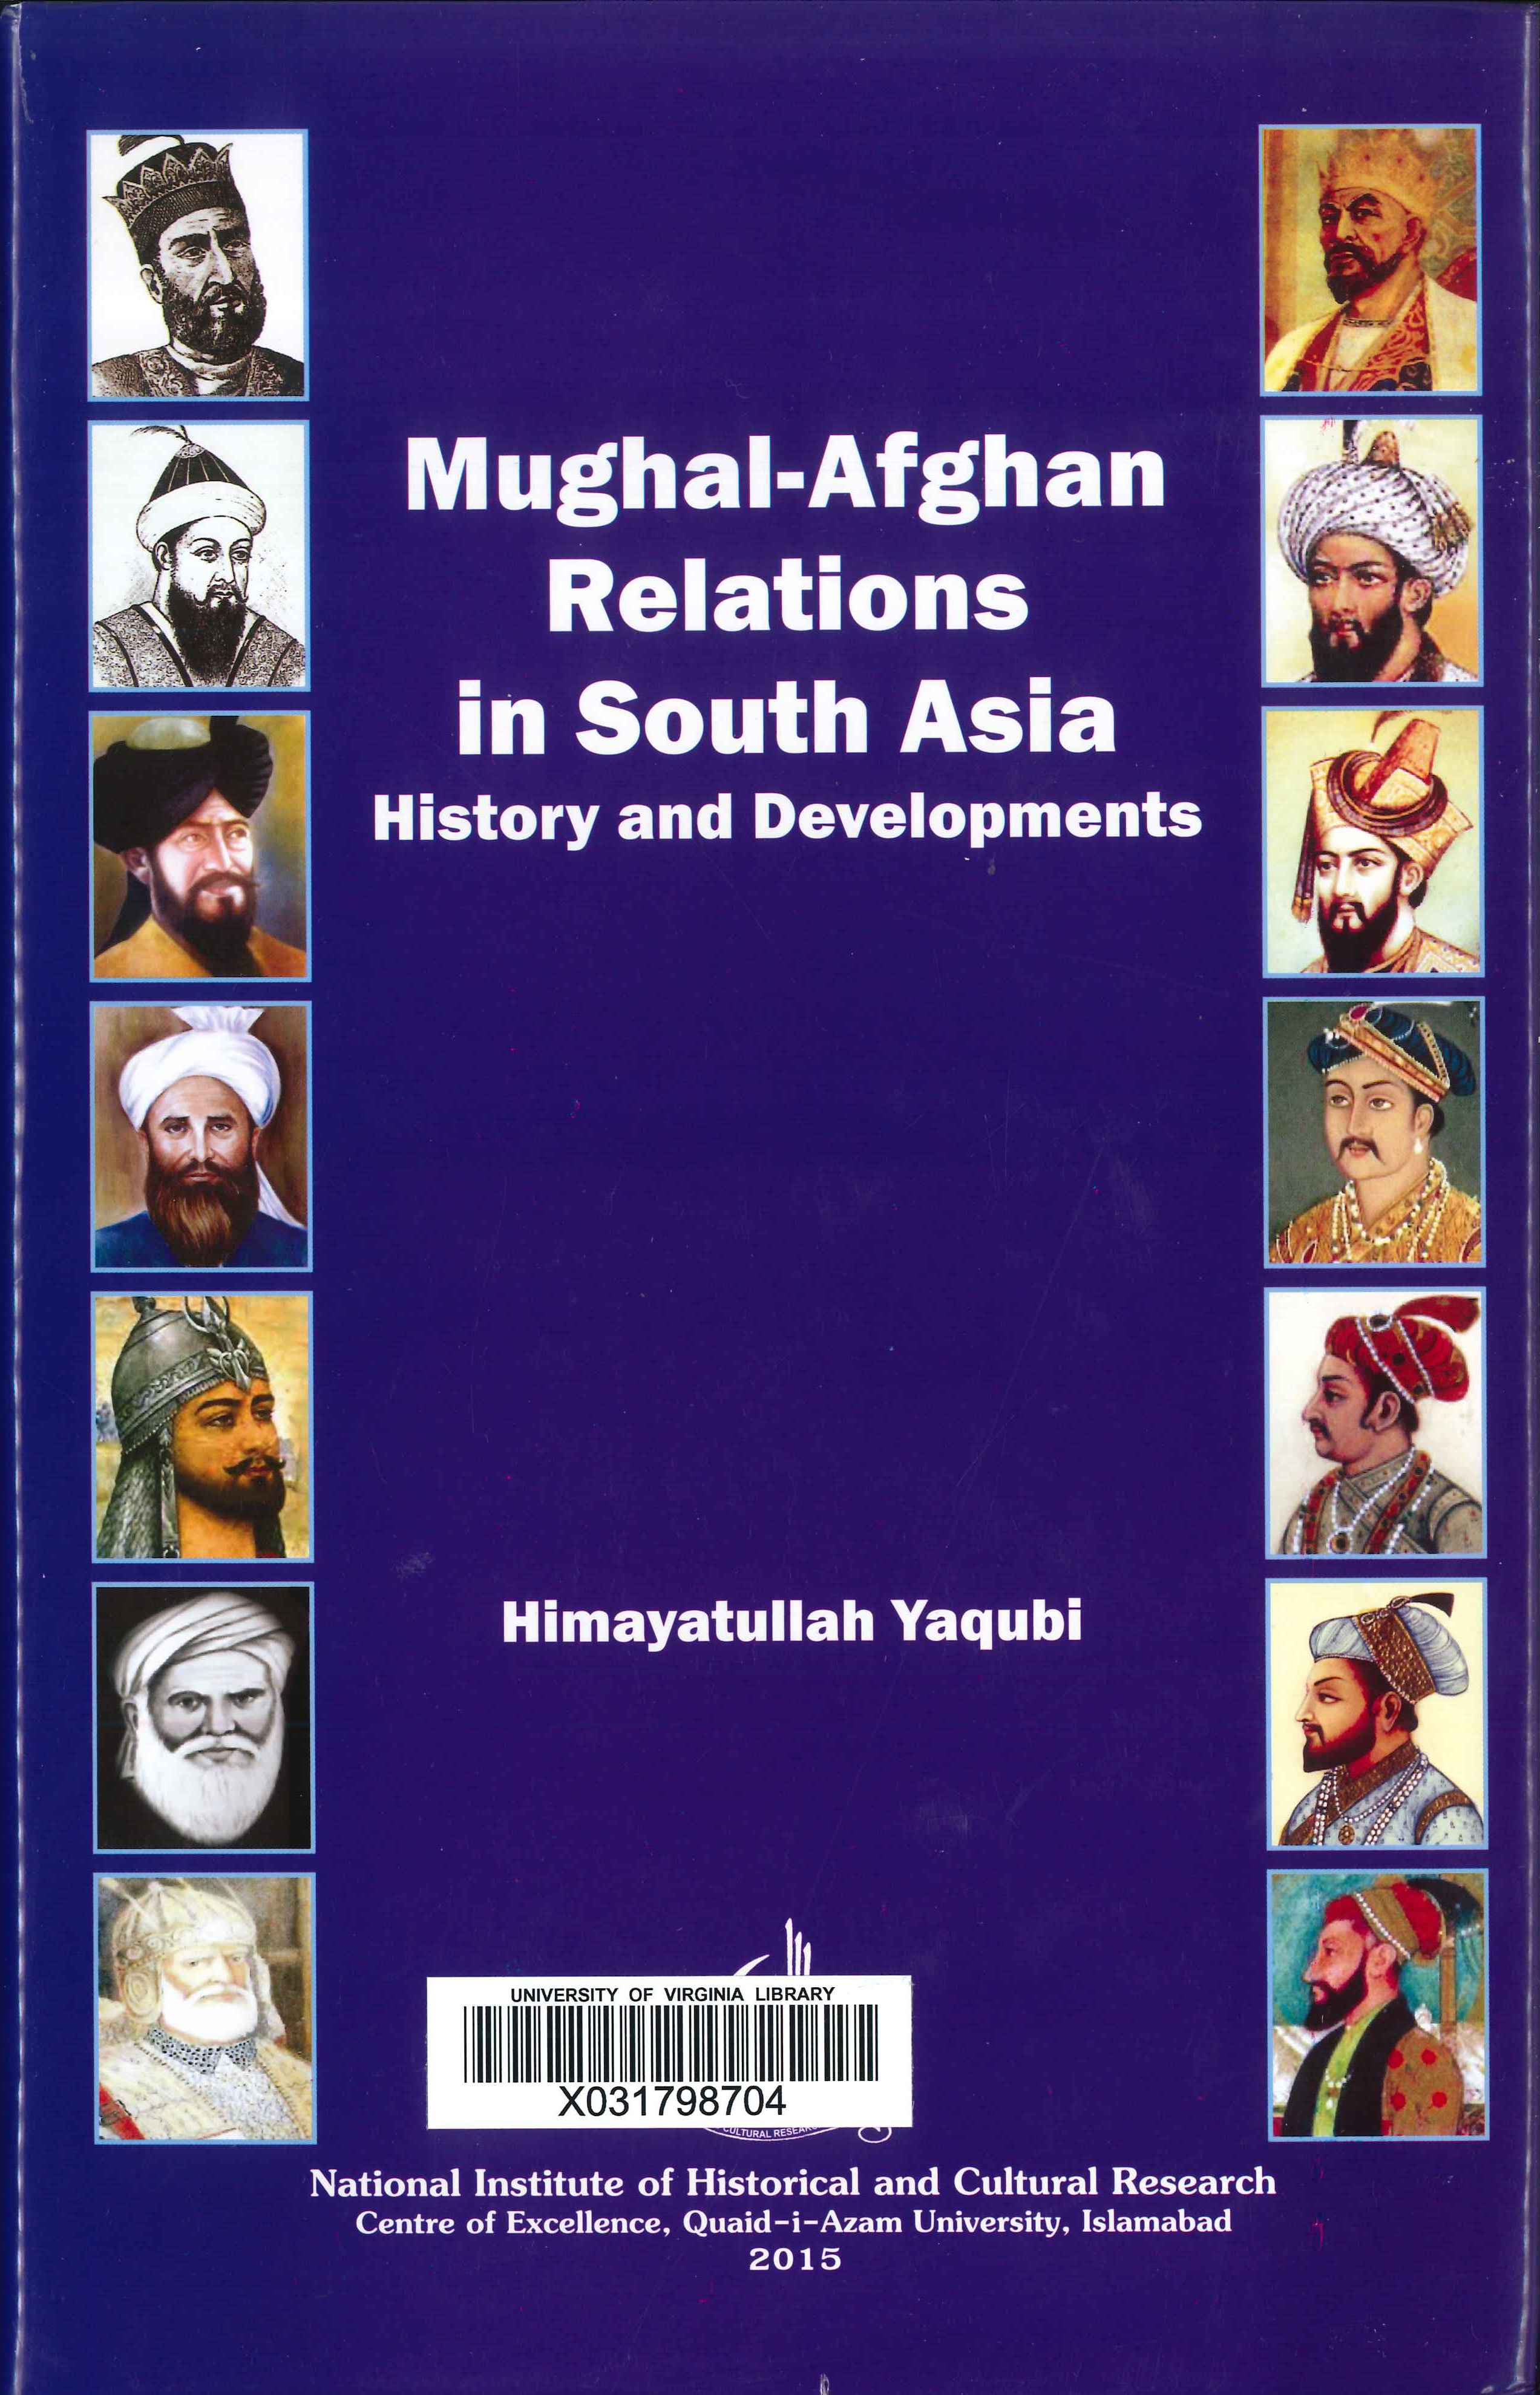 Mughal-Afghan
Relations
in South Asia
History and Developments
Himayatullah Yaqubi
UNIVERSITY OF VIRGINIA LIBRARY
X031798704
National Institute of Historical and Cultural Research
Centre of Excellence, Quaid-i-Azam University, Islamabad
2015